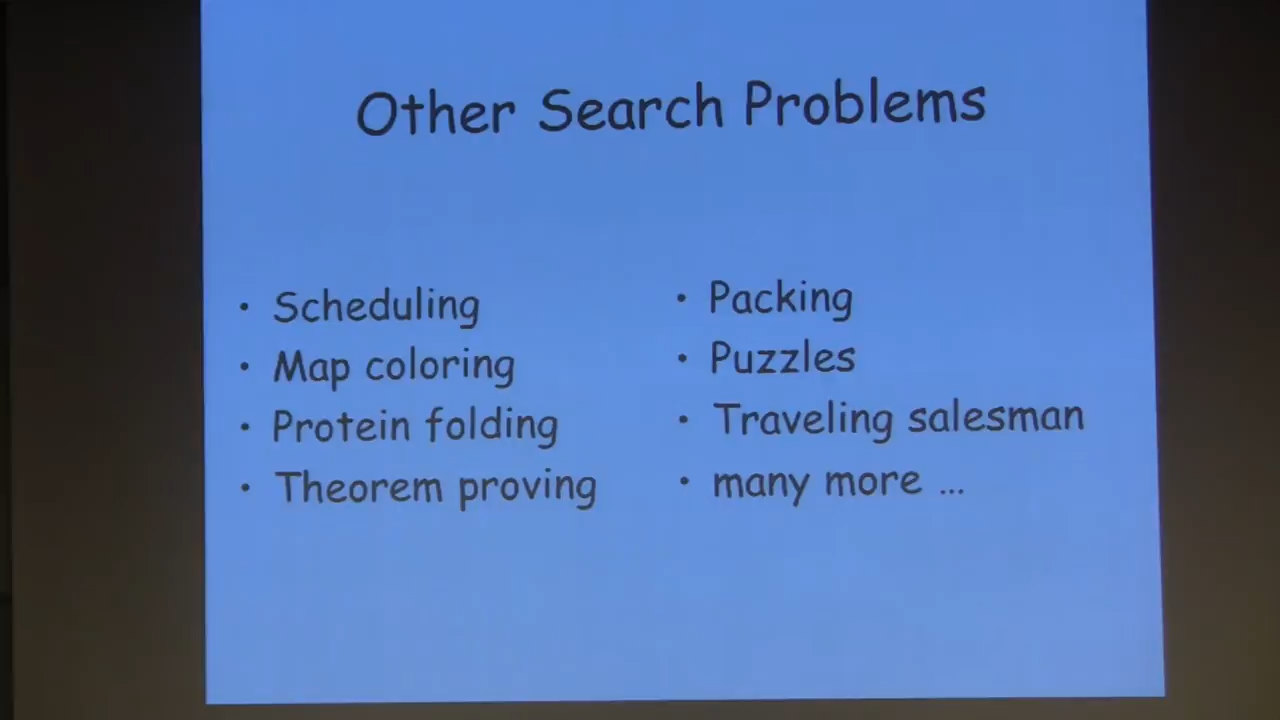 Other Search Problems
• Scheduling
• Map coloring
• Protein folding
• Theorem proving
• Packing
• Puzzles
• Traveling salesman
• many more ...